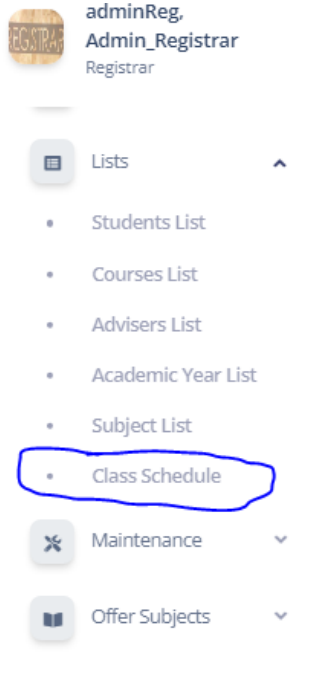 adminReg,
Admin_Registrar
Registrar
Lists
Students List
Courses List
Advisers List
Academic Year List
Subject List
Class Schedule
Maintenance
Offer Subjects